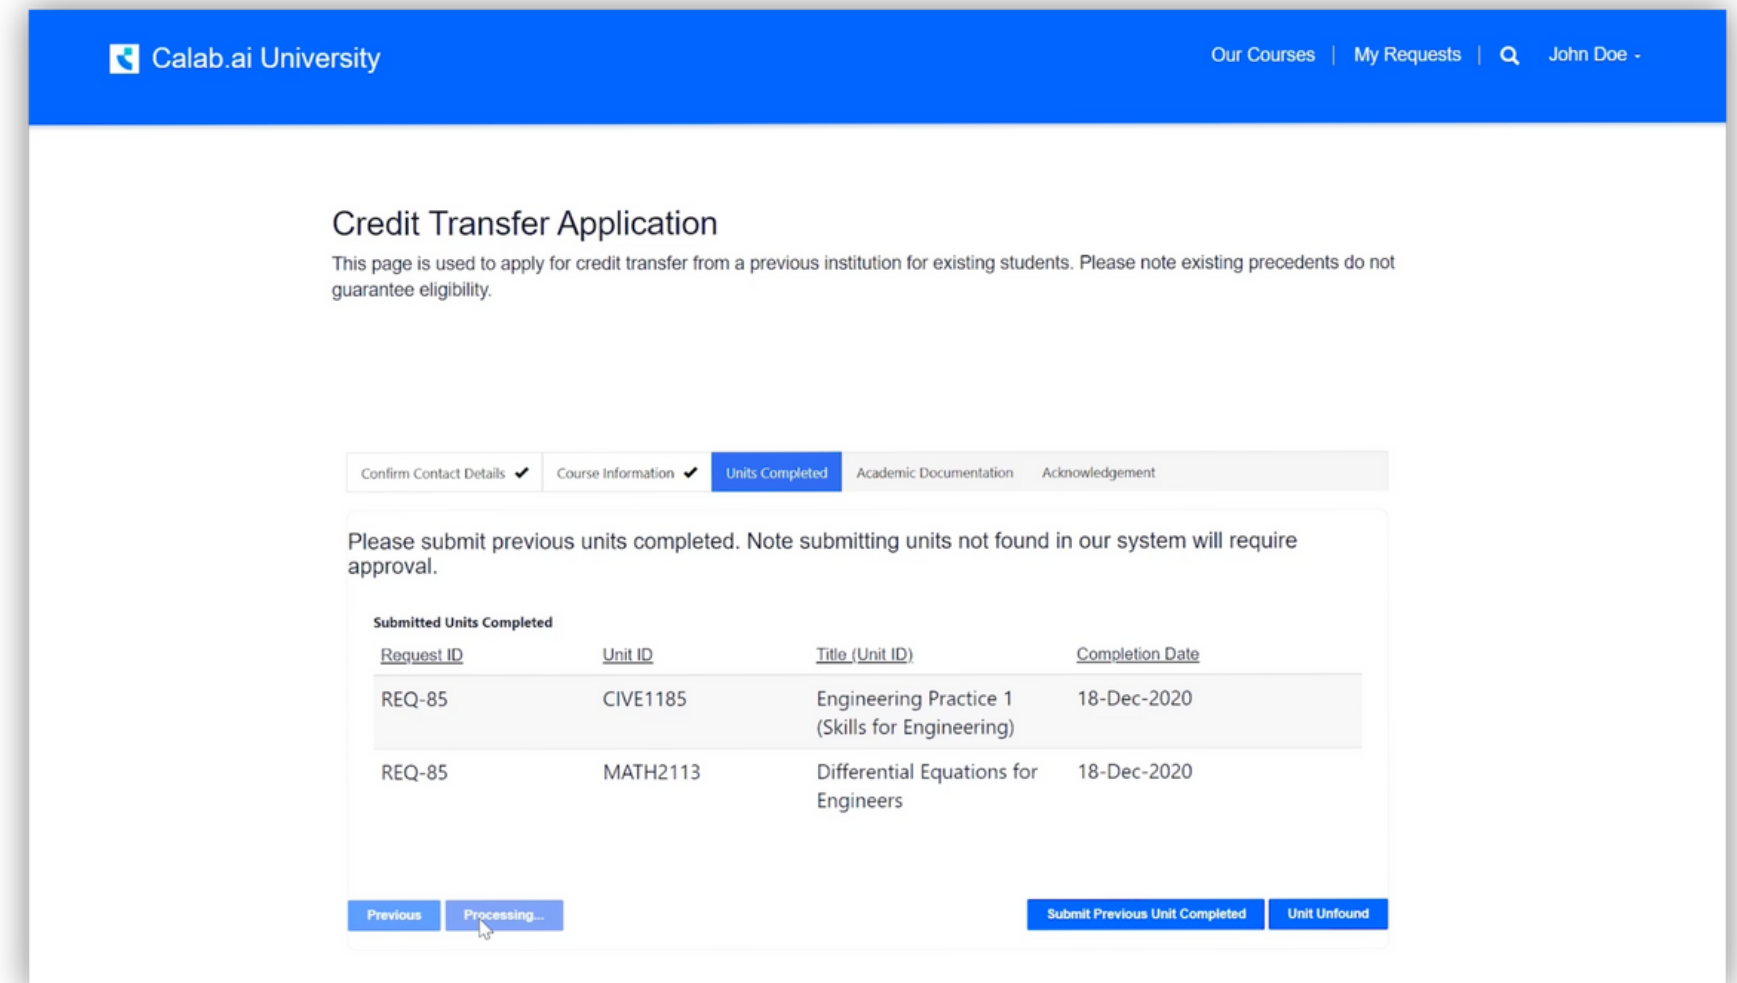 Calab.ai University
Our Courses | My Requests | John Doe
Credit Transfer Application
This page is used to apply for credit transfer from a previous institution for existing students. Please note existing precedents do not
guarantee eligibility.
Confirm Contact Details ✔ Course Information ✔ Units Completed Academic Documentation Acknowledgement
Please submit previous units completed. Note submitting units not found in our system will require
approval.
Submitted Units Completed
Request ID Unit ID Title (Unit ID) Completion Date
REQ-85 CIVE1185 Engineering Practice 1 18-Dec-2020
(Skills for Engineering)
REQ-85 MATH2113 Differential Equations for 18-Dec-2020
Engineers
Previous Processing... Submit Previous Unit Completed Unit Unfound